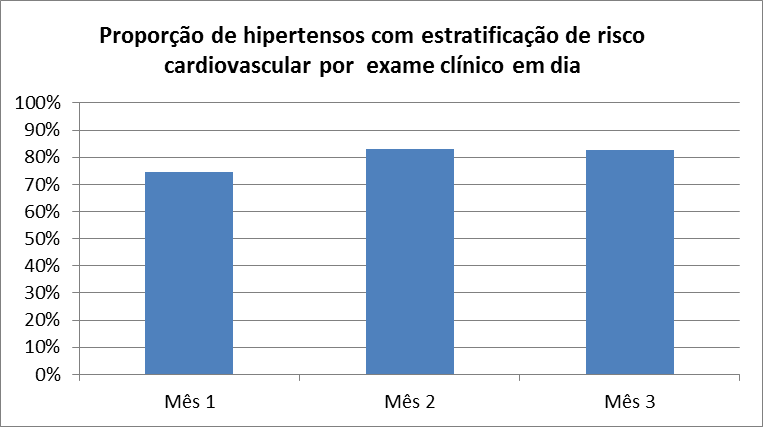 Proporção de hipertensos com estratificação de risco
cardiovascular por  exame clínico em dia
100%
90%
80%
70%
60%
50%
40%
30%
20%
10%
0%
Mês 1
Mês 2
Mês 3